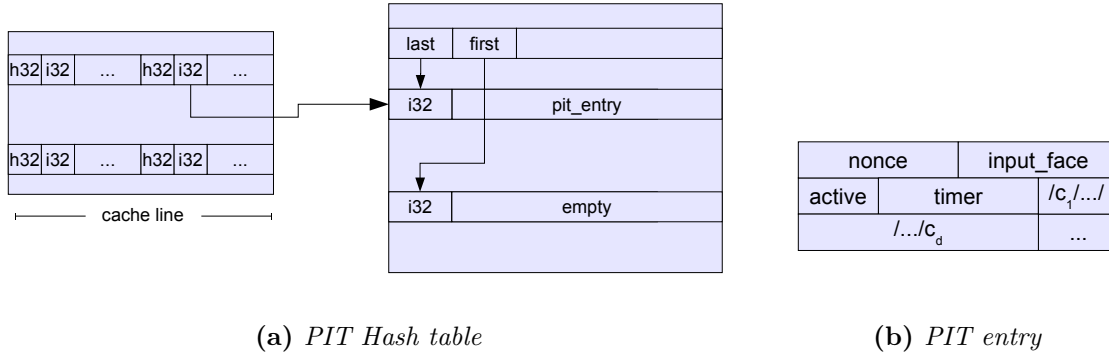 last first
h32 i32 ... h32 i32 ...
i32 pit_entry
h32 i32 ... h32 i32 ...
cache line
i32 empty
nonce input_face
active timer /c1/.../
/.../cd ...
(a) PIT Hash table
(b) PIT entry